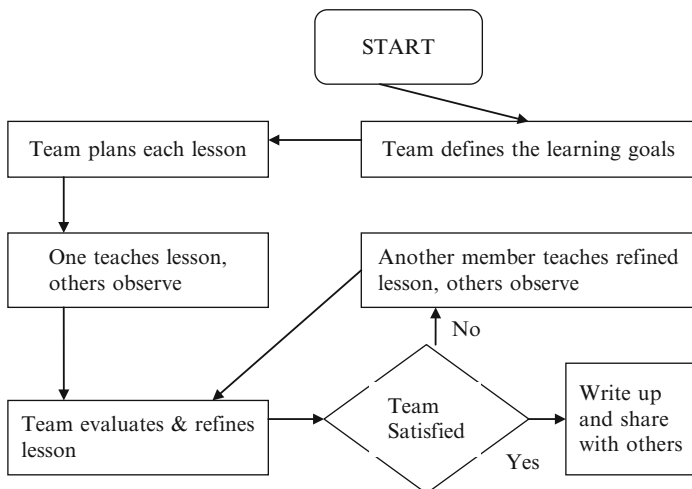 START
Team plans each lesson
Team defines the learning goals
One teaches lesson,
others observe
Another member teaches refined
lesson, others observe
No
Team evaluates & refines
lesson
Team
Satisfied
Yes
Write up
and share
with others